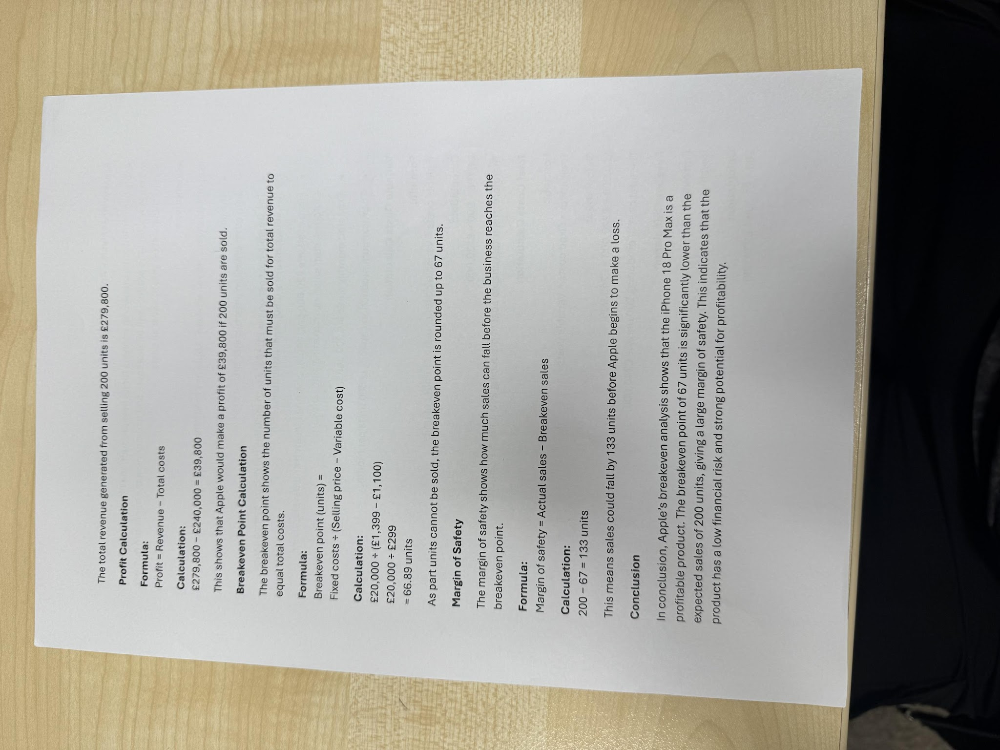 The total revenue generated from selling 200 units is £279,800.
Profit Calculation
Formula:
Profit = Revenue – Total costs
Calculation:
£279,800 – £240,000 = £39,800
This shows that Apple would make a profit of £39,800 if 200 units are sold.
Breakeven Point Calculation
The breakeven point shows the number of units that must be sold for total revenue to
equal total costs.
Formula:
Breakeven point (units) =
Fixed costs ÷ (Selling price – Variable cost)
Calculation:
£20,000 ÷ (£1,399 – £1,100)
£20,000 ÷ £299
= 66.89 units
As part units cannot be sold, the breakeven point is rounded up to 67 units.
Margin of Safety
The margin of safety shows how much sales can fall before the business reaches the
breakeven point.
Formula:
Margin of safety = Actual sales – Breakeven sales
Calculation:
200 – 67 = 133 units
This means sales could fall by 133 units before Apple begins to make a loss.
Conclusion
In conclusion, Apple’s breakeven analysis shows that the iPhone 18 Pro Max is a
profitable product. The breakeven point of 67 units is significantly lower than the
expected sales of 200 units, giving a large margin of safety. This indicates that the
product has a low financial risk and strong potential for profitability.